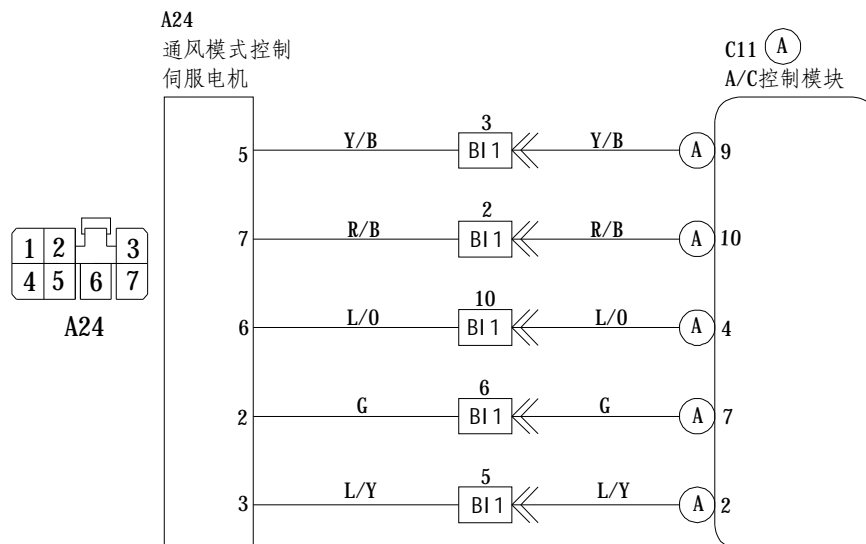 A24
通风模式控制
伺服电机
C11 A
A/C控制模块
5 Y/B 3 BI1 Y/B A 9
7 R/B 2 BI1 R/B A 10
6 L/O 10 BI1 L/O A 4
2 G 6 BI1 G A 7
3 L/Y 5 BI1 L/Y A 2
1 2 3
4 5 6 7
A24